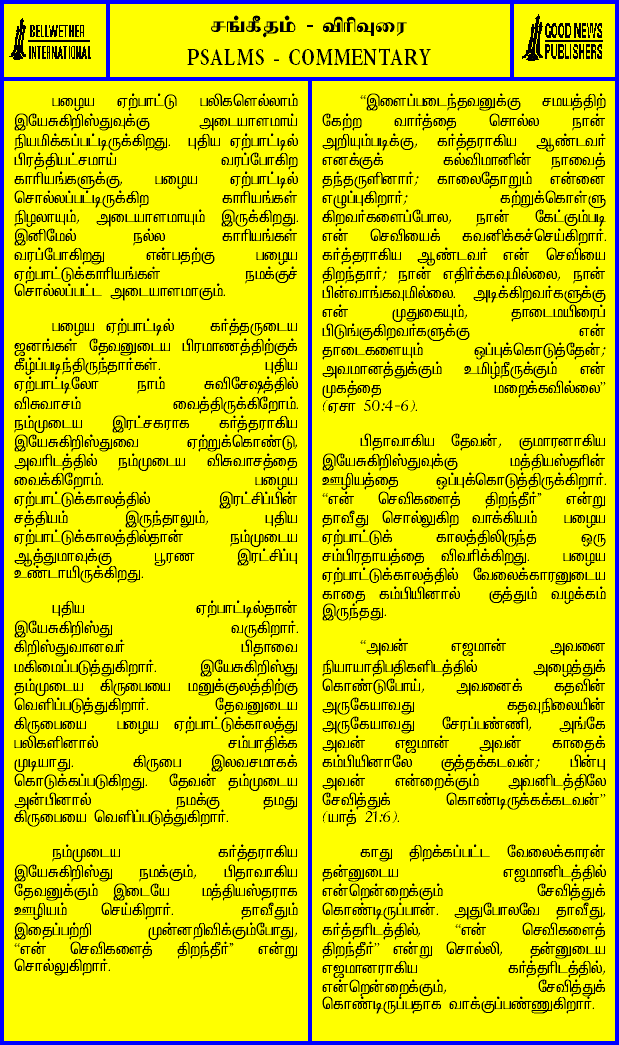 BELLWETHER
INTERNATIONAL
சங்கீதம் - விரிவுரை
PSALMS - COMMENTARY
GOOD NEWS
PUBLISHERS
பழைய ஏற்பாட்டு பலிகளெல்லாம்
இயேசுகிறிஸ்துவுக்கு அடையாளமாய்
நியமிக்கப்பட்டிருக்கிறது. புதிய ஏற்பாட்டில்
பிரத்தியட்சமாய் வரப்போகிற
காரியங்களுக்கு, பழைய ஏற்பாட்டில்
சொல்லப்பட்டிருக்கிற காரியங்கள்
நிழலாயும், அடையாளமாயும் இருக்கிறது.
இனிமேல் நல்ல காரியங்கள்
வரப்போகிறது என்பதற்கு பழைய
ஏற்பாட்டுக்காரியங்கள் நமக்குச்
சொல்லப்பட்ட அடையாளமாகும்.
பழைய ஏற்பாட்டில் கர்த்தருடைய
ஜனங்கள் தேவனுடைய பிரமாணத்திற்குக்
கீழ்ப்படிந்திருந்தார்கள். புதிய
ஏற்பாட்டிலோ நாம் சுவிசேஷத்தில்
விசுவாசம் வைத்திருக்கிறோம்.
நம்முடைய இரட்சகராக கர்த்தராகிய
இயேசுகிறிஸ்துவை ஏற்றுக்கொண்டு,
அவரிடத்தில் நம்முடைய விசுவாசத்தை
வைக்கிறோம். பழைய
ஏற்பாட்டுக்காலத்தில் இரட்சிப்பின்
சத்தியம் இருந்தாலும், புதிய
ஏற்பாட்டுக்காலத்தில்தான் நம்முடைய
ஆத்துமாவுக்கு பூரண இரட்சிப்பு
உண்டாயிருக்கிறது.
புதிய ஏற்பாட்டில்தான்
இயேசுகிறிஸ்து வருகிறார்.
கிறிஸ்துவானவர் பிதாவை
மகிமைப்படுத்துகிறார். இயேசுகிறிஸ்து
தம்முடைய கிருபையை மனுக்குலத்திற்கு
வெளிப்படுத்துகிறார். தேவனுடைய
கிருபையை பழைய ஏற்பாட்டுக்காலத்து
பலிகளினால் சம்பாதிக்க
முடியாது. கிருபை இலவசமாகக்
கொடுக்கப்படுகிறது. தேவன் தம்முடைய
அன்பினால் நமக்கு தமது
கிருபையை வெளிப்படுத்துகிறார்.
நம்முடைய கர்த்தராகிய
இயேசுகிறிஸ்து நமக்கும், பிதாவாகிய
தேவனுக்கும் இடையே மத்தியஸ்தராக
ஊழியம் செய்கிறார். தாவீதும்
இதைப்பற்றி முன்னறிவிக்கும்போது,
“என் செவிகளைத் திறந்தீர்” என்று
சொல்லுகிறார்.
“இளைப்படைந்தவனுக்கு சமயத்திற்
கேற்ற வார்த்தை சொல்ல நான்
அறியும்படிக்கு, கர்த்தராகிய ஆண்டவர்
எனக்குக் கல்விமானின் நாவைத்
தந்தருளினார்; காலைதோறும் என்னை
எழுப்புகிறார்; கற்றுக்கொள்ளு
கிறவர்களைப்போல, நான் கேட்கும்படி
என் செவியைக் கவனிக்கச்செய்கிறார்.
கர்த்தராகிய ஆண்டவர் என் செவியை
திறந்தார்; நான் எதிர்க்கவுமில்லை, நான்
பின்வாங்கவுமில்லை. அடிக்கிறவர்களுக்கு
என் முதுகையும், தாடைமயிரைப்
பிடுங்குகிறவர்களுக்கு என்
தாடைகளையும் ஒப்புக்கொடுத்தேன்;
அவமானத்துக்கும் உமிழ்நீருக்கும் என்
முகத்தை மறைக்கவில்லை”
(ஏசா 50:4-6).
பிதாவாகிய தேவன், குமாரனாகிய
இயேசுகிறிஸ்துவுக்கு மத்தியஸ்தரின்
ஊழியத்தை ஒப்புக்கொடுத்திருக்கிறார்.
“என் செவிகளைத் திறந்தீர்” என்று
தாவீது சொல்லுகிற வாக்கியம் பழைய
ஏற்பாட்டுக் காலத்திலிருந்த ஒரு
சம்பிரதாயத்தை விவரிக்கிறது. பழைய
ஏற்பாட்டுக்காலத்தில் வேலைக்காரனுடைய
காதை கம்பியினால் குத்தும் வழக்கம்
இருந்தது.
“அவன் எஜமான் அவனை
நியாயாதிபதிகளிடத்தில் அழைத்துக்
கொண்டுபோய், அவனைக் கதவின்
அருகேயாவது கதவுநிலையின்
அருகேயாவது சேரப்பண்ணி, அங்கே
அவன் எஜமான் அவன் காதைக்
கம்பியினாலே குத்தக்கடவன்; பின்பு
அவன் என்றைக்கும் அவனிடத்திலே
சேவித்துக் கொண்டிருக்கக்கடவன்”
(யாத் 21:6).
காது திறக்கப்பட்ட வேலைக்காரன்
தன்னுடைய எஜமானிடத்தில்
என்றென்றைக்கும் சேவித்துக்
கொண்டிருப்பான். அதுபோலவே தாவீது,
கர்த்தரிடத்தில், “என் செவிகளைத்
திறந்தீர்” என்று சொல்லி, தன்னுடைய
எஜமானராகிய கர்த்தரிடத்தில்,
என்றென்றைக்கும், சேவித்துக்
கொண்டிருப்பதாக வாக்குப்பண்ணுகிறார்.